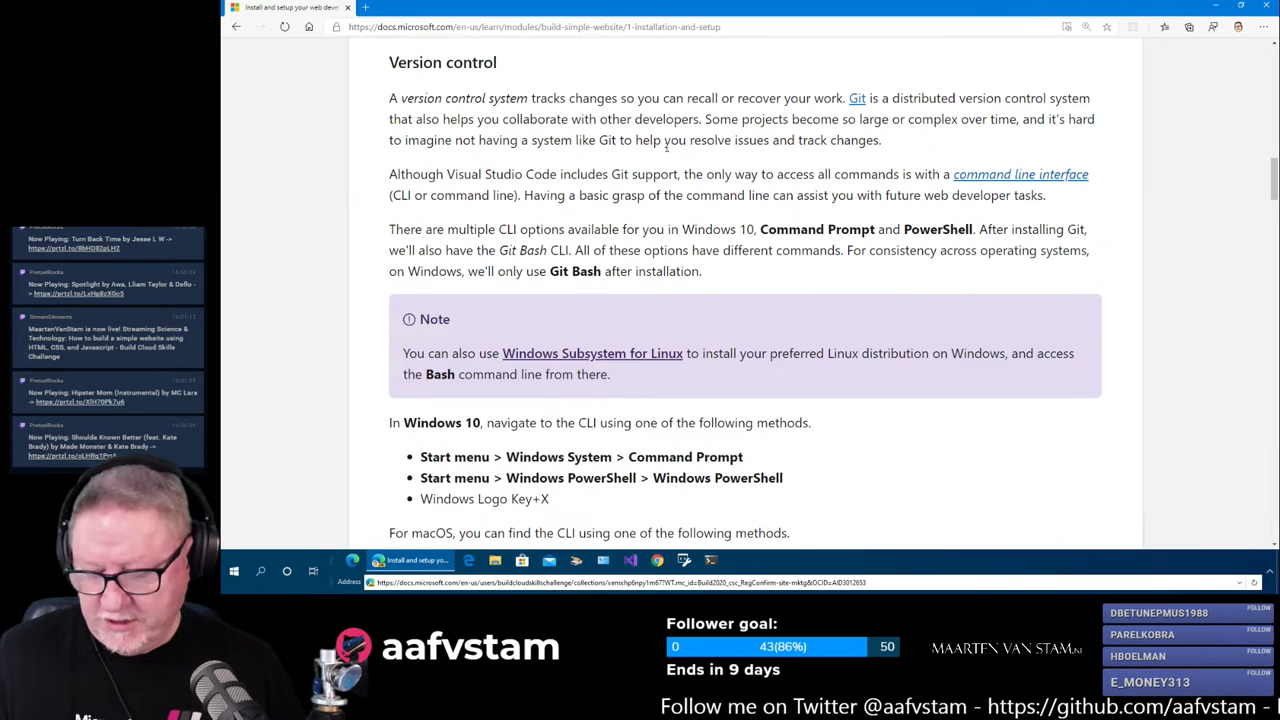 Install and setup your web devel
https://docs.microsoft.com/en-us/learn/modules/build-simple-website/1-installation-and-setup
Version control
A version control system tracks changes so you can recall or recover your work. Git is a distributed version control system
that also helps you collaborate with other developers. Some projects become so large or complex over time, and it's hard
to imagine not having a system like Git to help you resolve issues and track changes.
Although Visual Studio Code includes Git support, the only way to access all commands is with a command line interface
(CLI or command line). Having a basic grasp of the command line can assist you with future web developer tasks.
There are multiple CLI options available for you in Windows 10, Command Prompt and PowerShell. After installing Git,
we'll also have the Git Bash CLI. All of these options have different commands. For consistency across operating systems,
on Windows, we'll only use Git Bash after installation.
Note
You can also use Windows Subsystem for Linux to install your preferred Linux distribution on Windows, and access
the Bash command line from there.
In Windows 10, navigate to the CLI using one of the following methods.
• Start menu > Windows System > Command Prompt
• Start menu > Windows PowerShell > Windows PowerShell
• Windows Logo Key+X
For macOS, you can find the CLI using one of the following methods.
Now Playing: Turn Back Time by Jesse L W ->
PretzelRocks
Now Playing: Spotlight by Awa, Lliam Taylor & Deflo -
StreamElements
MaartenVanStam is now live! Streaming Science &
Technology: How to build a simple website using
HTML, CSS, and Javascript - Build Cloud Skills
Challenge
PretzelRocks
Now Playing: Hipster Mom (Instrumental) by MC Lars
PretzelRocks
Now Playing: Shoulda Known Better (feat. Kate
Brady) by Made Monster & Kate Brady ->
Install and setup yo...
Address
aafvstam
Follower goal:
0 43(86%) 50
Ends in 9 days
MAARTEN VAN STAM.NL
DBETUNEPMUS1988 FOLLOW
PARELKOBRA FOLLOW
HBOELMAN FOLLOW
E_MONEY313 FOLLOW
Follow me on Twitter @aafvstam - https://github.com/aafvstam -